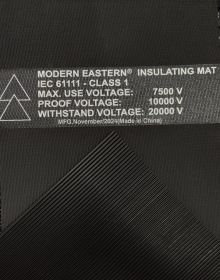 MODERN EASTERN® INSULATING MAT
IEC 61111 - CLASS 1
MAX. USE VOLTAGE: 7500 V
PROOF VOLTAGE: 10000 V
WITHSTAND VOLTAGE: 20000 V
MFG.November/2024(Made in China)